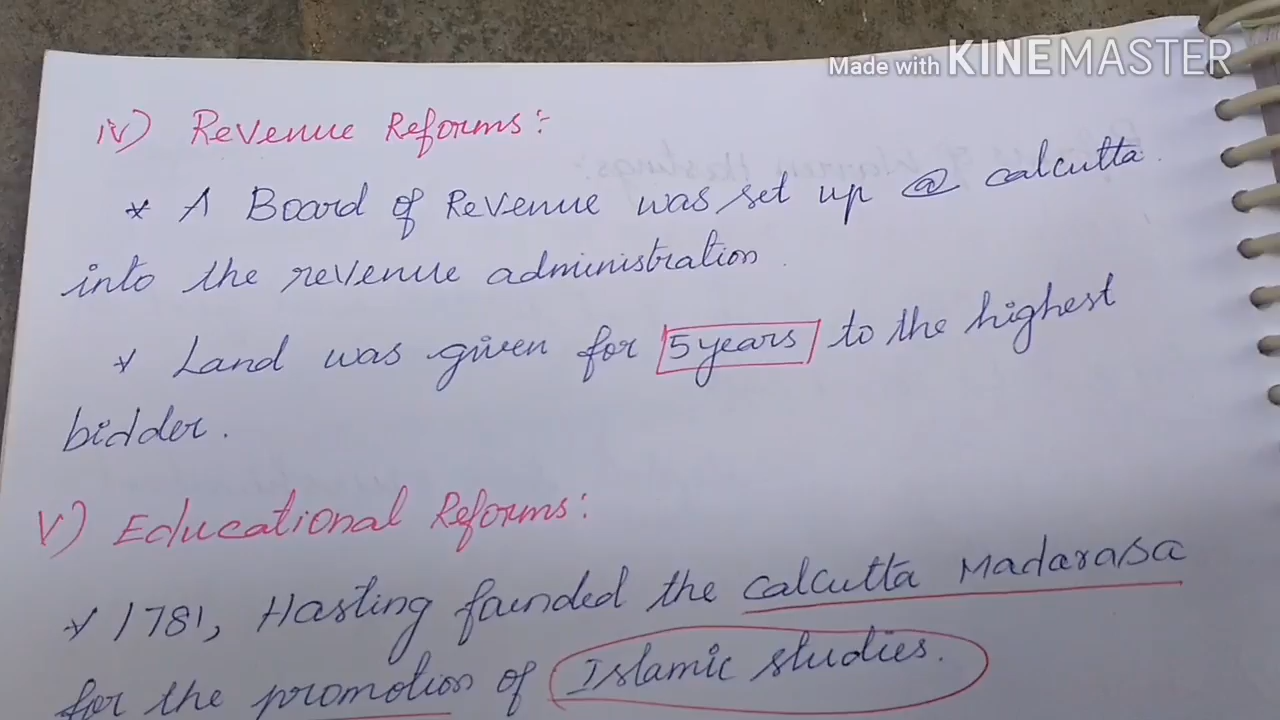 Made with KINEMASTER
iv) Revenue Reforms:-
* A Board of Revenue was set up @ calcutta.
into the revenue administration.
* Land was given for 5 years to the highest
bidder.
V) Educational Reforms:
* 1781, Hasting founded the calcutta Madarasa
for the promotion of Islamic studies.